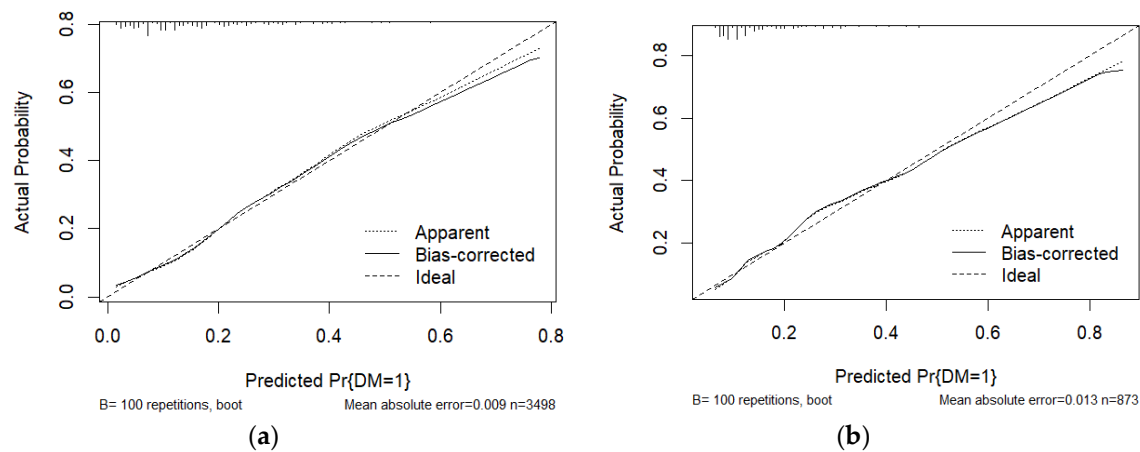 0.8
0.6
0.4
0.2
0.0
Actual Probability
Apparent
Bias-corrected
Ideal
0.0 0.2 0.4 0.6 0.8
Predicted Pr{DM=1}
B= 100 repetitions, boot Mean absolute error=0.009 n=3498
(a)
0.8
0.6
0.4
0.2
Actual Probability
Apparent
Bias-corrected
Ideal
0.2 0.4 0.6 0.8
Predicted Pr{DM=1}
B= 100 repetitions, boot Mean absolute error=0.013 n=873
(b)